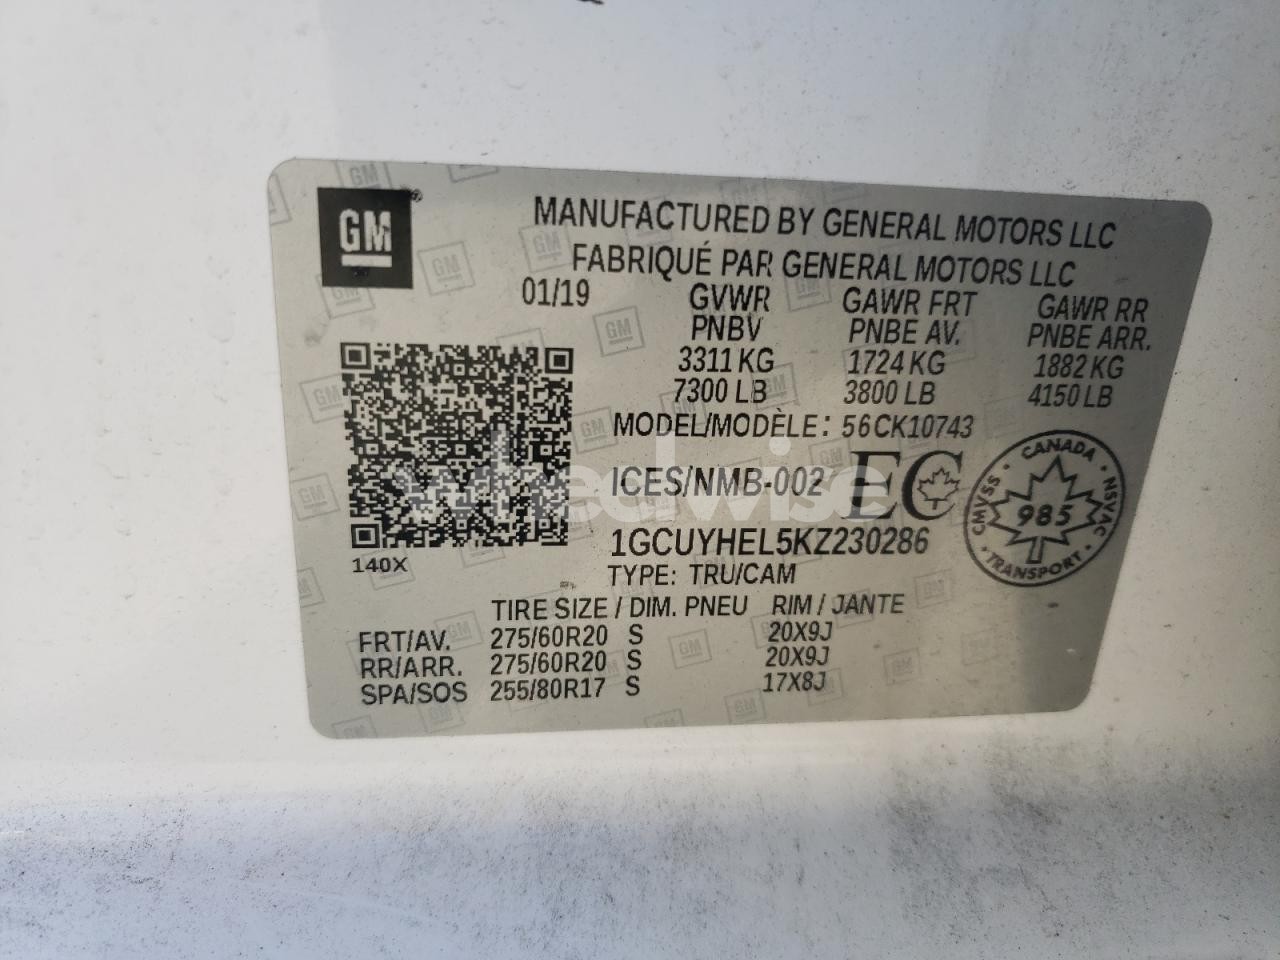 GM
MANUFACTURED BY GENERAL MOTORS LLC
FABRIQUÉ PAR GENERAL MOTORS LLC
01/19 GVWR GAWR FRT GAWR RR
PNBV PNBE AV. PNBE ARR.
3311 KG 1724 KG 1882 KG
7300 LB 3800 LB 4150 LB
MODEL/MODÈLE: 56CK10743
ICES/NMB-002 EC
CANADA
CMVSS 985 NSVAC
TRANSPORT
wheelwise
1GCUYHEL5KZ230286
140X
TYPE: TRU/CAM
TIRE SIZE / DIM. PNEU RIM / JANTE
FRT/AV. 275/60R20 S 20X9J
RR/ARR. 275/60R20 S 20X9J
SPA/SOS 255/80R17 S 17X8J